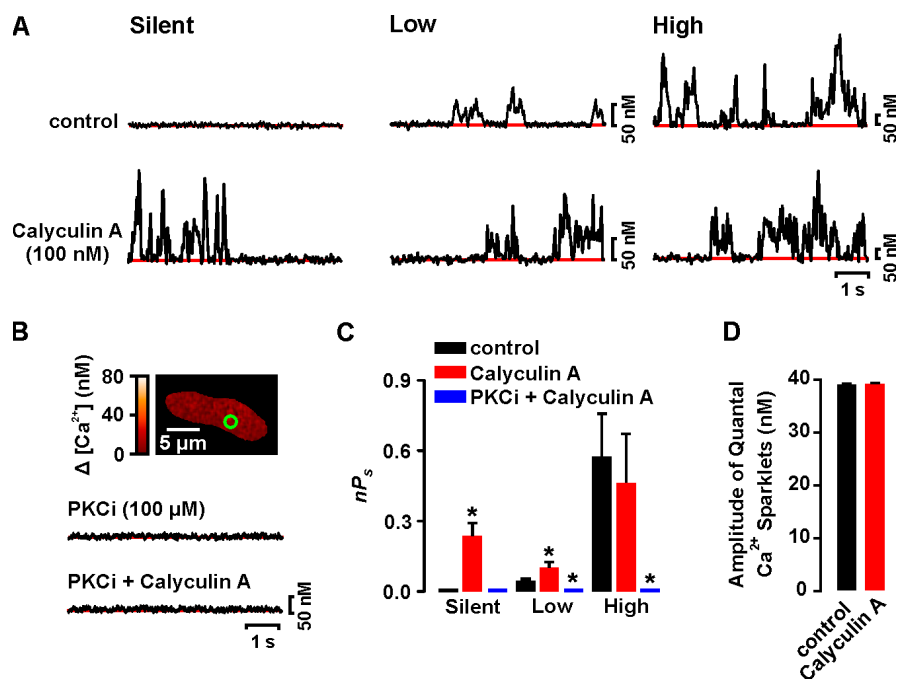 A
Silent
Low
High
control
50 nM
50 nM
Calyculin A
(100 nM)
50 nM
50 nM
1 s
B
Δ [Ca²⁺] (nM)
80
40
0
5 µm
PKCi (100 µM)
PKCi + Calyculin A
50 nM
1 s
C
control
Calyculin A
PKCi + Calyculin A
nPs
0.9
0.6
0.3
0.0
*
*
*
*
Silent
Low
High
D
Amplitude of Quantal
Ca²⁺ Sparklets (nM)
40
30
20
10
0
control
Calyculin A